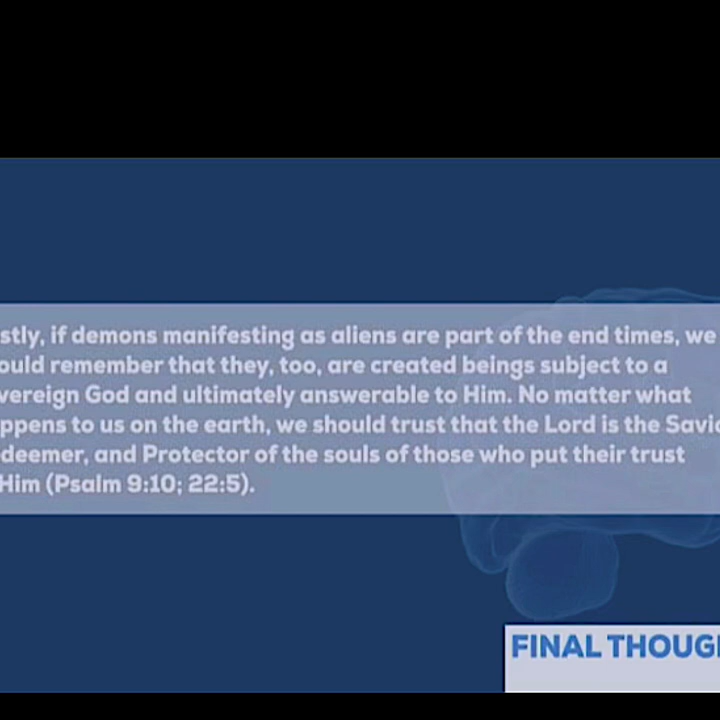 stly, if demons manifesting as aliens are part of the end times, we
ould remember that they, too, are created beings subject to a
vereign God and ultimately answerable to Him. No matter what
ppens to us on the earth, we should trust that the Lord is the Savio
deemer, and Protector of the souls of those who put their trust
Him (Psalm 9:10; 22:5).
FINAL THOUGH